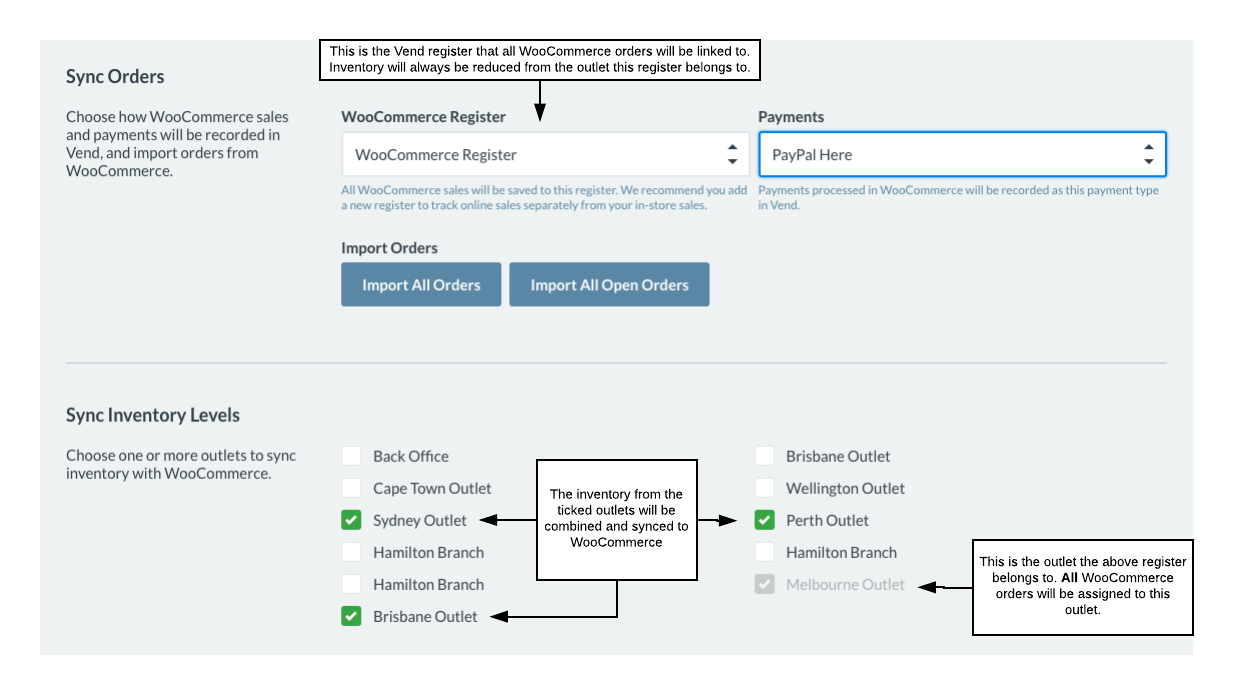 This is the Vend register that all WooCommerce orders will be linked to.
Inventory will always be reduced from the outlet this register belongs to.
Sync Orders
Choose how WooCommerce sales
and payments will be recorded in
Vend, and import orders from
WooCommerce.
WooCommerce Register
WooCommerce Register
All WooCommerce sales will be saved to this register. We recommend you add
a new register to track online sales separately from your in-store sales.
Payments
PayPal Here
Payments processed in WooCommerce will be recorded as this payment type
in Vend.
Import Orders
Import All Orders
Import All Open Orders
Sync Inventory Levels
Choose one or more outlets to sync
inventory with WooCommerce.
Back Office
Cape Town Outlet
Sydney Outlet
Hamilton Branch
Hamilton Branch
Brisbane Outlet
The inventory from the
ticked outlets will be
combined and synced to
WooCommerce
Brisbane Outlet
Wellington Outlet
Perth Outlet
Hamilton Branch
Melbourne Outlet
This is the outlet the above register
belongs to. All WooCommerce
orders will be assigned to this
outlet.